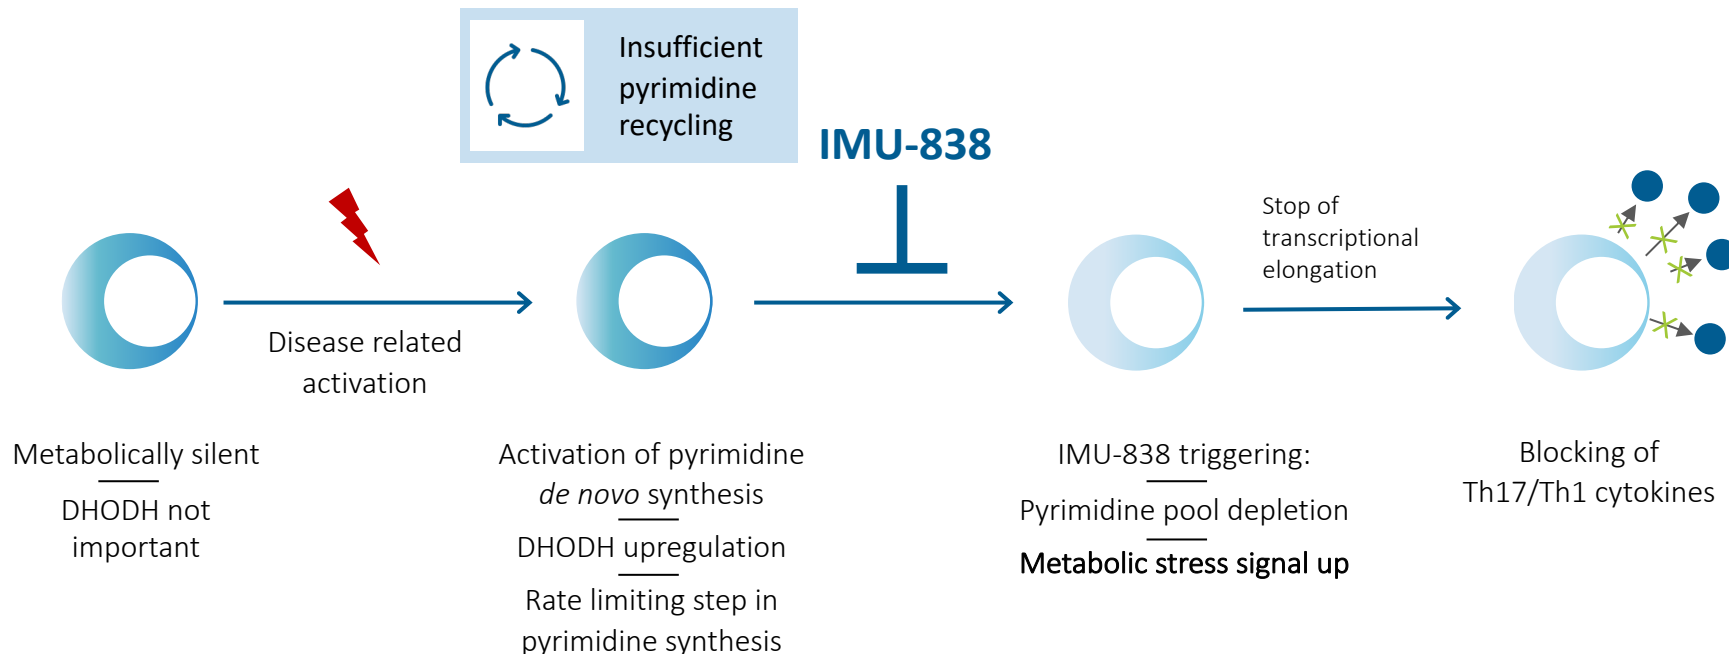 Insufficient
pyrimidine
recycling
IMU-838
Stop of
transcriptional
elongation
Disease related
activation
Metabolically silent
DHODH not
important
Activation of pyrimidine
de novo synthesis
DHODH upregulation
Rate limiting step in
pyrimidine synthesis
IMU-838 triggering:
Pyrimidine pool depletion
Metabolic stress signal up
Blocking of
Th17/Th1 cytokines